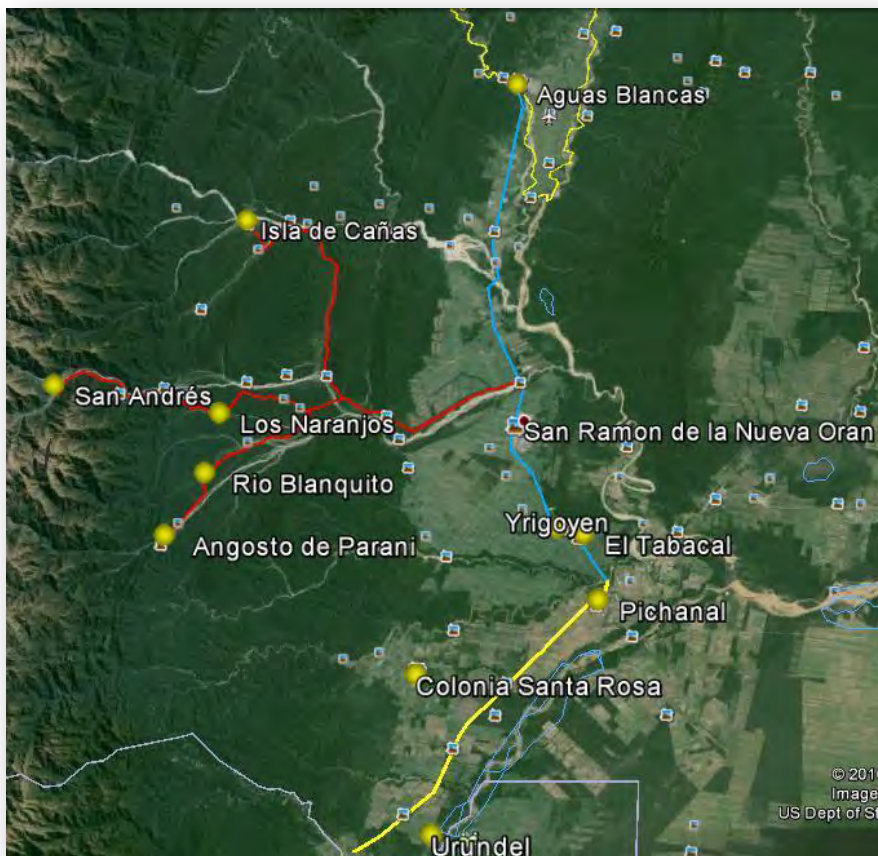 Aguas Blancas
Isla de Cañas
San Andrés
Los Naranjos
San Ramon de la Nueva Oran
Rio Blanquito
Yrigoyen
Angosto de Parani
El Tabacal
Pichanal
Colonia Santa Rosa
© 201
Image
US Dept of St
Urundel